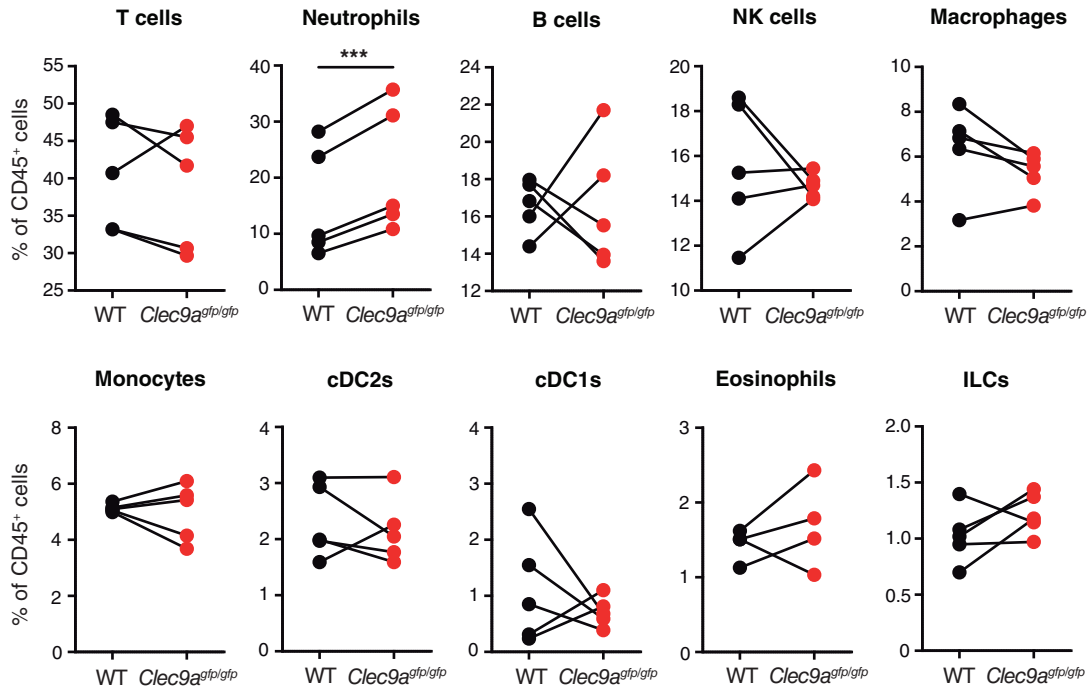 T cells
Neutrophils
B cells
NK cells
Macrophages
***
% of CD45⁺ cells
55
50
45
40
35
30
25
40
30
20
10
0
24
22
20
18
16
14
12
20
18
16
14
12
10
10
8
6
4
2
0
WT Clec9a^gfp/gfp
WT Clec9a^gfp/gfp
WT Clec9a^gfp/gfp
WT Clec9a^gfp/gfp
WT Clec9a^gfp/gfp
Monocytes
cDC2s
cDC1s
Eosinophils
ILCs
% of CD45⁺ cells
8
6
4
2
0
4
3
2
1
0
4
3
2
1
0
3
2
1
0
2.0
1.5
1.0
0.5
0
WT Clec9a^gfp/gfp
WT Clec9a^gfp/gfp
WT Clec9a^gfp/gfp
WT Clec9a^gfp/gfp
WT Clec9a^gfp/gfp